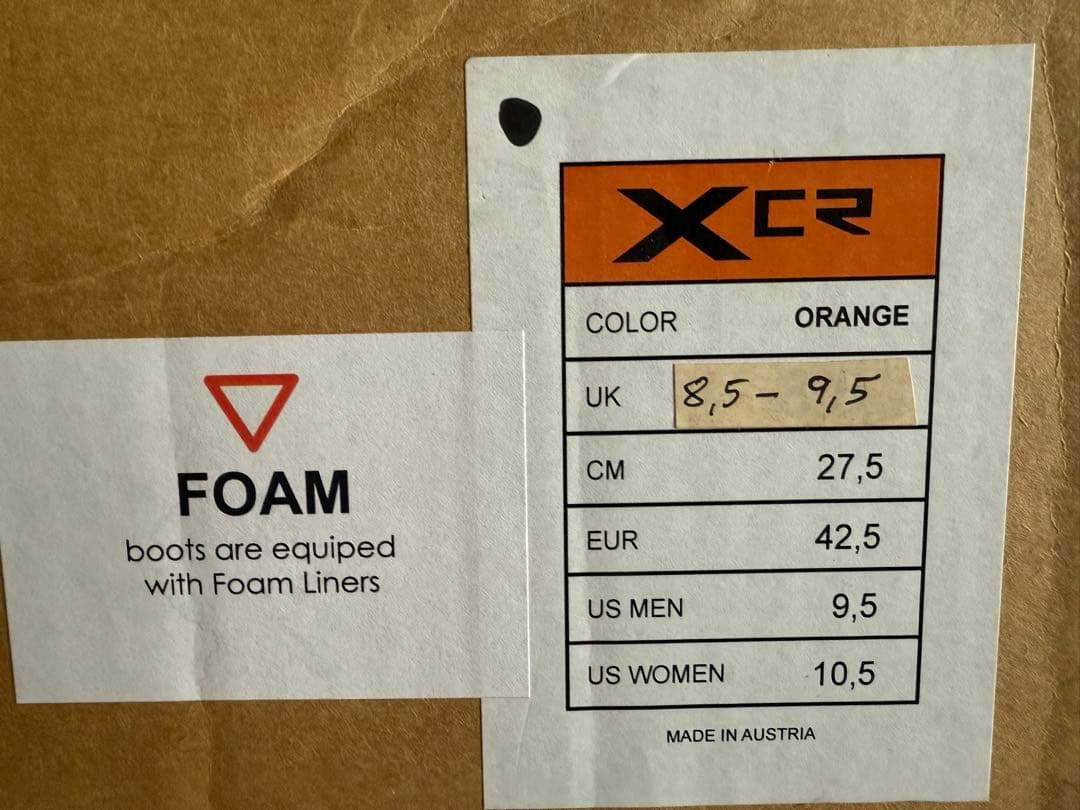 FOAM
boots are equiped
with Foam Liners
XCR
COLOR ORANGE
UK 8,5 - 9,5
CM 27,5
EUR 42,5
US MEN 9,5
US WOMEN 10,5
MADE IN AUSTRIA